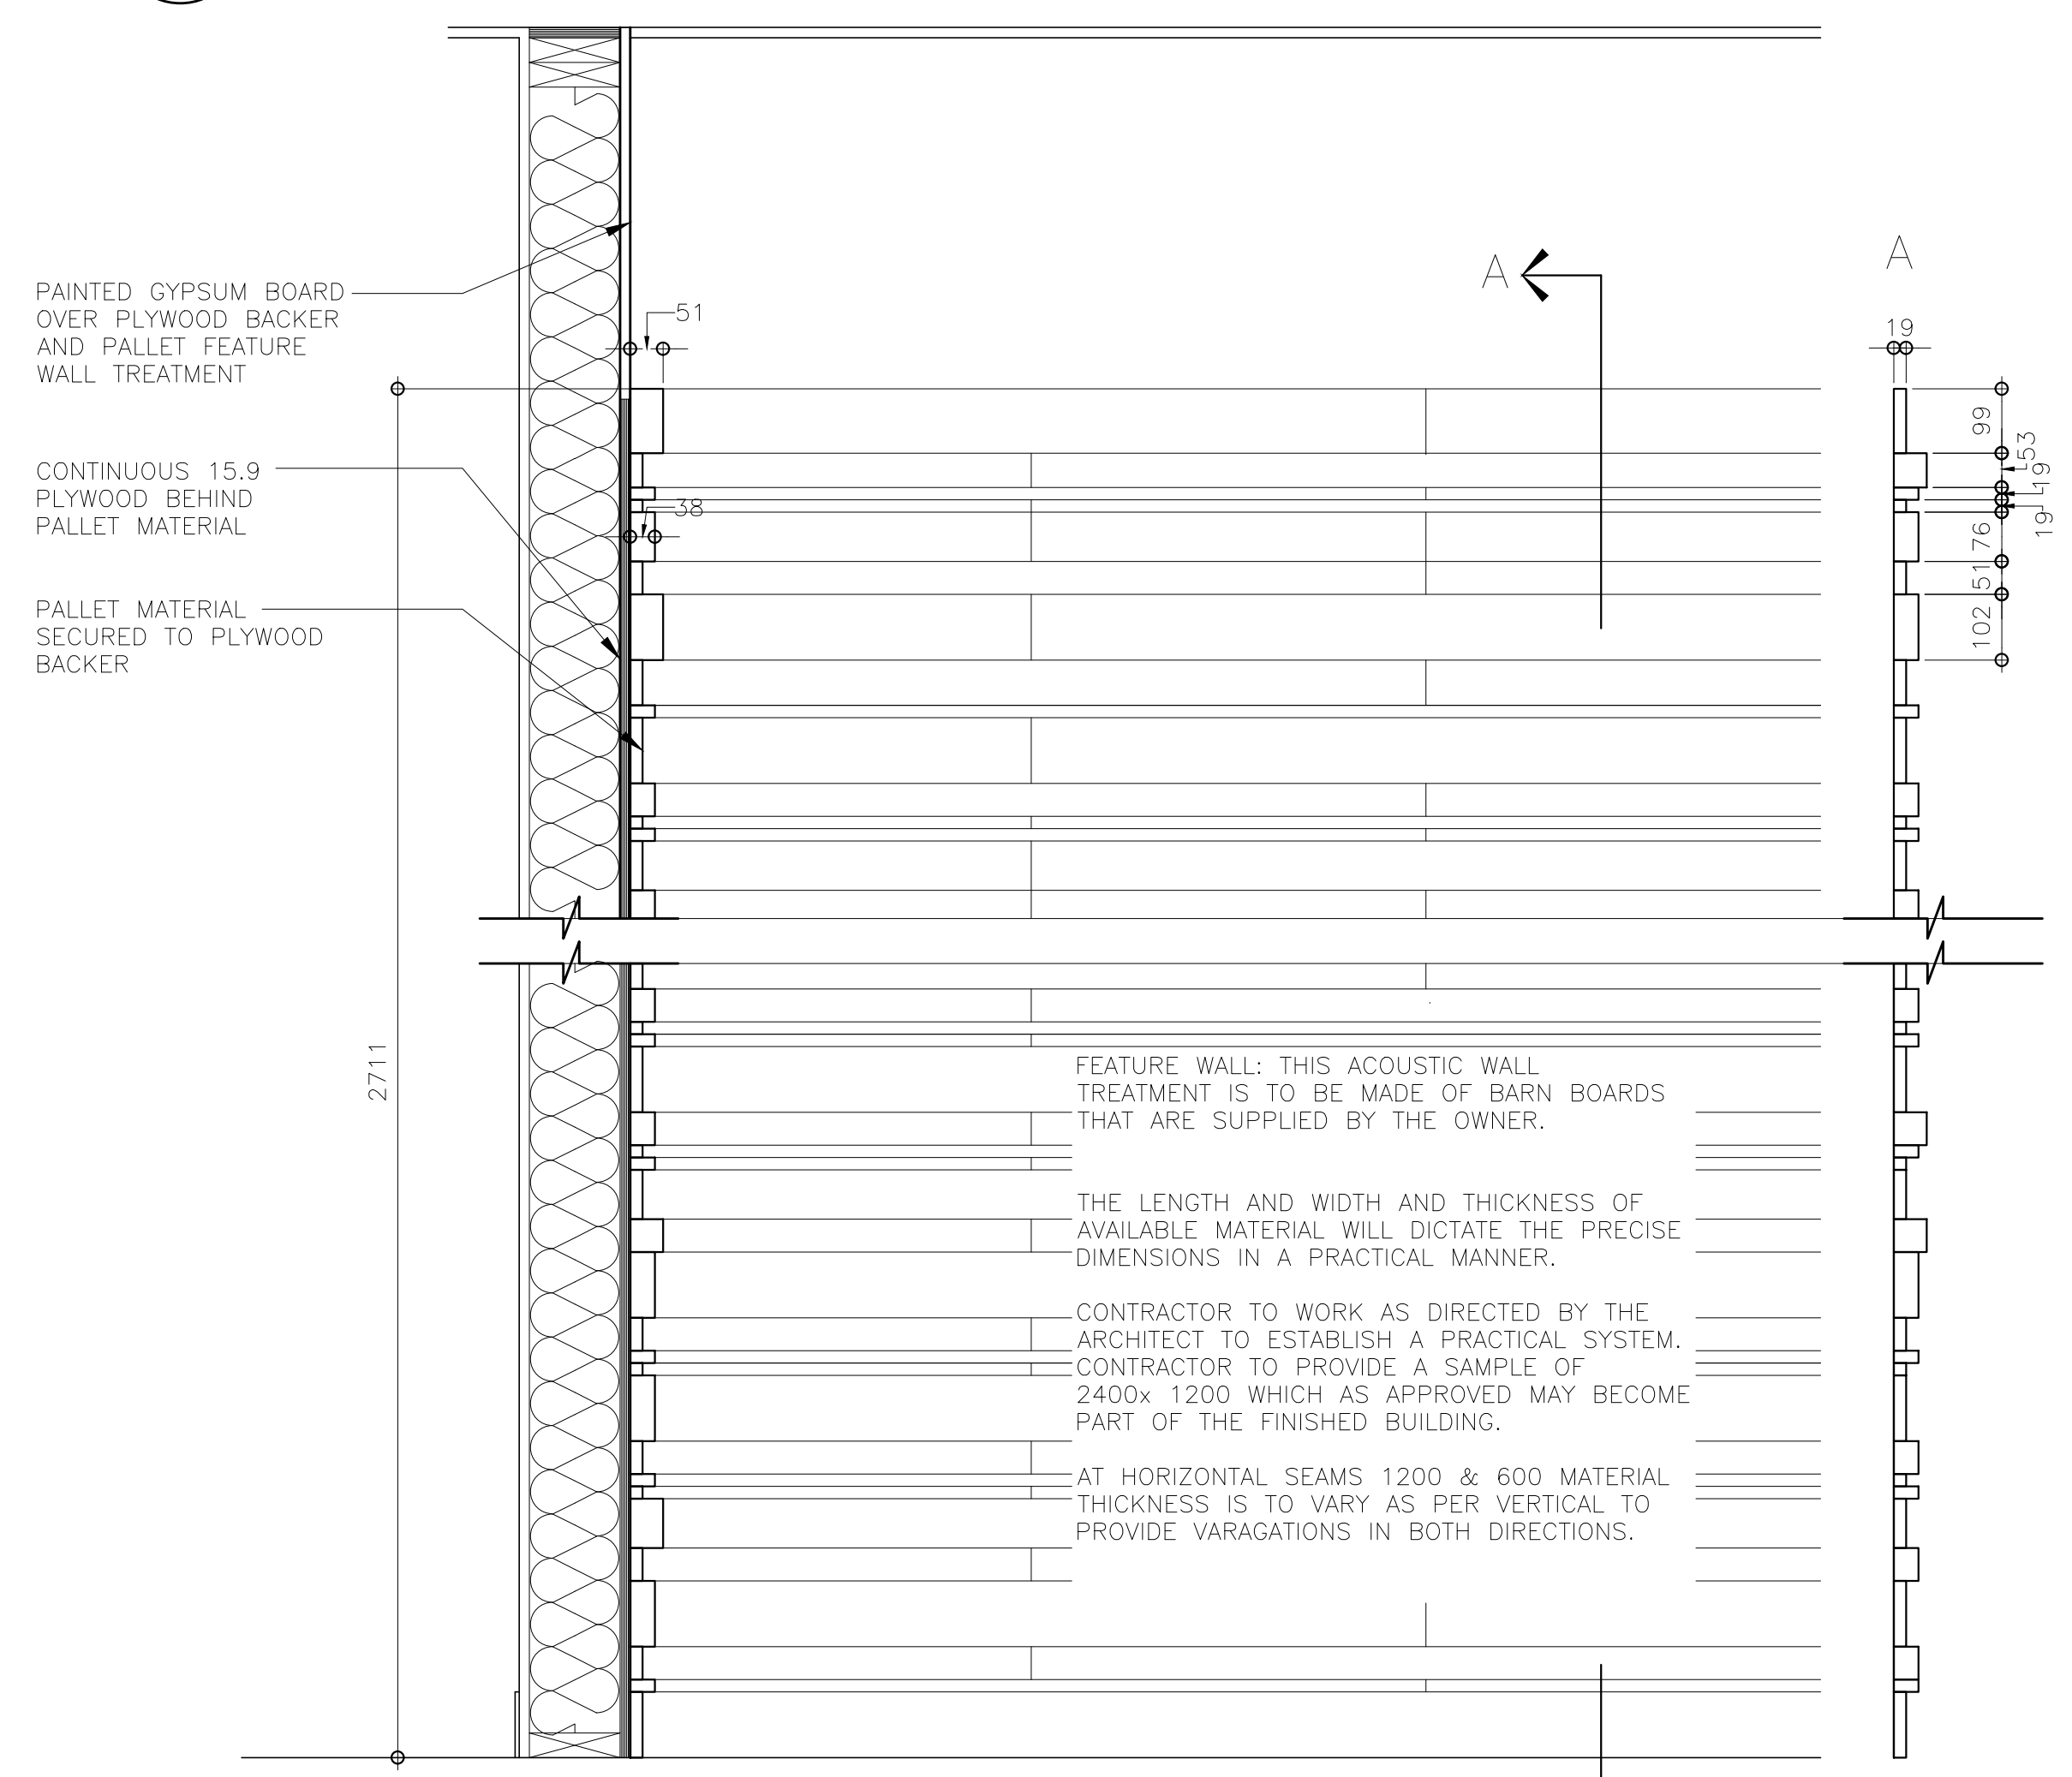 PAINTED GYPSUM BOARD
OVER PLYWOOD BACKER
AND PALLET FEATURE
WALL TREATMENT
CONTINUOUS 15.9
PLYWOOD BEHIND
PALLET MATERIAL
PALLET MATERIAL
SECURED TO PLYWOOD
BACKER
2711
51
38
A
A
19
99
53
19
19
76
51
102
FEATURE WALL: THIS ACOUSTIC WALL
TREATMENT IS TO BE MADE OF BARN BOARDS
THAT ARE SUPPLIED BY THE OWNER.
THE LENGTH AND WIDTH AND THICKNESS OF
AVAILABLE MATERIAL WILL DICTATE THE PRECISE
DIMENSIONS IN A PRACTICAL MANNER.
CONTRACTOR TO WORK AS DIRECTED BY THE
ARCHITECT TO ESTABLISH A PRACTICAL SYSTEM.
CONTRACTOR TO PROVIDE A SAMPLE OF
2400x 1200 WHICH AS APPROVED MAY BECOME
PART OF THE FINISHED BUILDING.
AT HORIZONTAL SEAMS 1200 & 600 MATERIAL
THICKNESS IS TO VARY AS PER VERTICAL TO
PROVIDE VARAGATIONS IN BOTH DIRECTIONS.